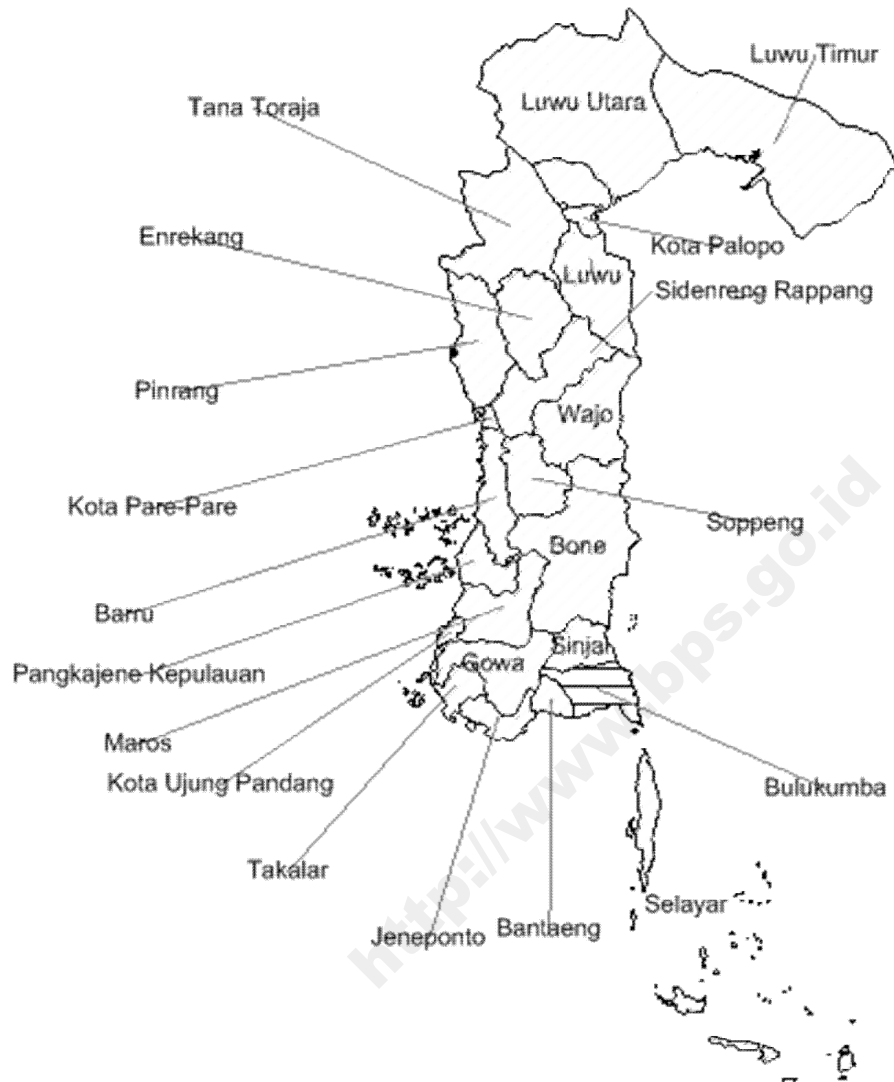 Luwu Timur
Luwu Utara
Tana Toraja
Enrekang
Kota Palopo
Luwu
Sidenreng Rappang
Pinrang
Wajo
Kota Pare-Pare
Soppeng
Bone
Barru
Sinjai
Pangkajene Kepulauan
Gowa
Maros
Kota Ujung Pandang
Bulukumba
Takalar
Selayar
Jeneponto
Bantaeng
http://www.bps.go.id